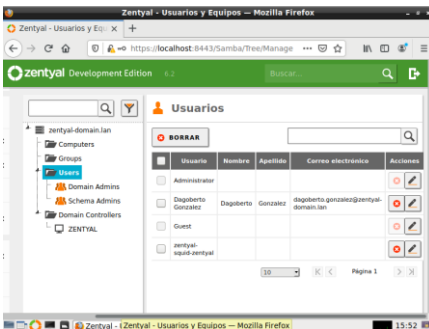 Zentyal - Usuarios y Equipos — Mozilla Firefox
Zentyal - Usuarios y Equ
https://localhost:8443/Samba/Tree/Manage
zentyal Development Edition 6.2
Buscar...
Usuarios
zentyal-domain.lan
Computers
Groups
Users
Domain Admins
Schema Admins
Domain Controllers
ZENTYAL
BORRAR
Usuario Nombre Apellido Correo electrónico Acciones
Administrator
Dagoberto Gonzalez Dagoberto Gonzalez dagoberto.gonzalez@zentyal-
domain.lan
Guest
zentyal-
squid-zentyal
10 Página 1
Zentyal - Usuarios y Equipos — Mozilla Firefox
15:52